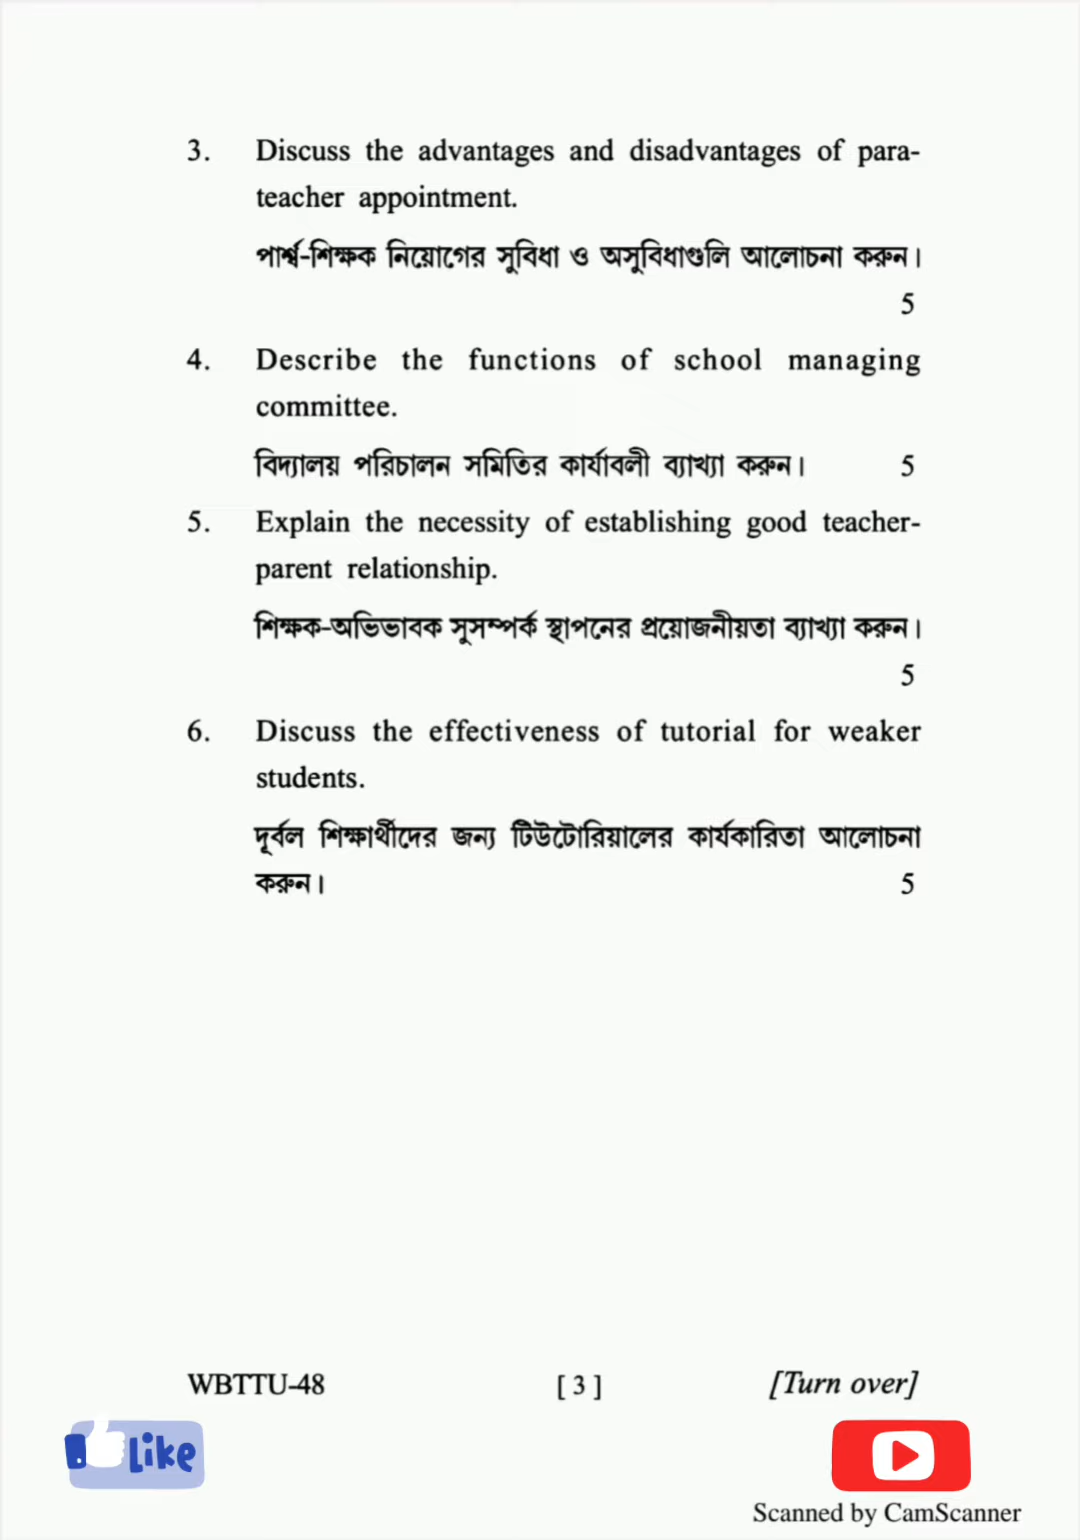 3. Discuss the advantages and disadvantages of para-
teacher appointment.
পার্শ্ব-শিক্ষক নিয়োগের সুবিধা ও অসুবিধাগুলি আলোচনা করুন।
5
4. Describe the functions of school managing
committee.
বিদ্যালয় পরিচালন সমিতির কার্যাবলী ব্যাখ্যা করুন। 5
5. Explain the necessity of establishing good teacher-
parent relationship.
শিক্ষক-অভিভাবক সুসম্পর্ক স্থাপনের প্রয়োজনীয়তা ব্যাখ্যা করুন।
5
6. Discuss the effectiveness of tutorial for weaker
students.
দূর্বল শিক্ষার্থীদের জন্য টিউটোরিয়ালের কার্যকারিতা আলোচনা
করুন। 5
WBTTU-48 [ 3 ] [Turn over]
Like
Scanned by CamScanner